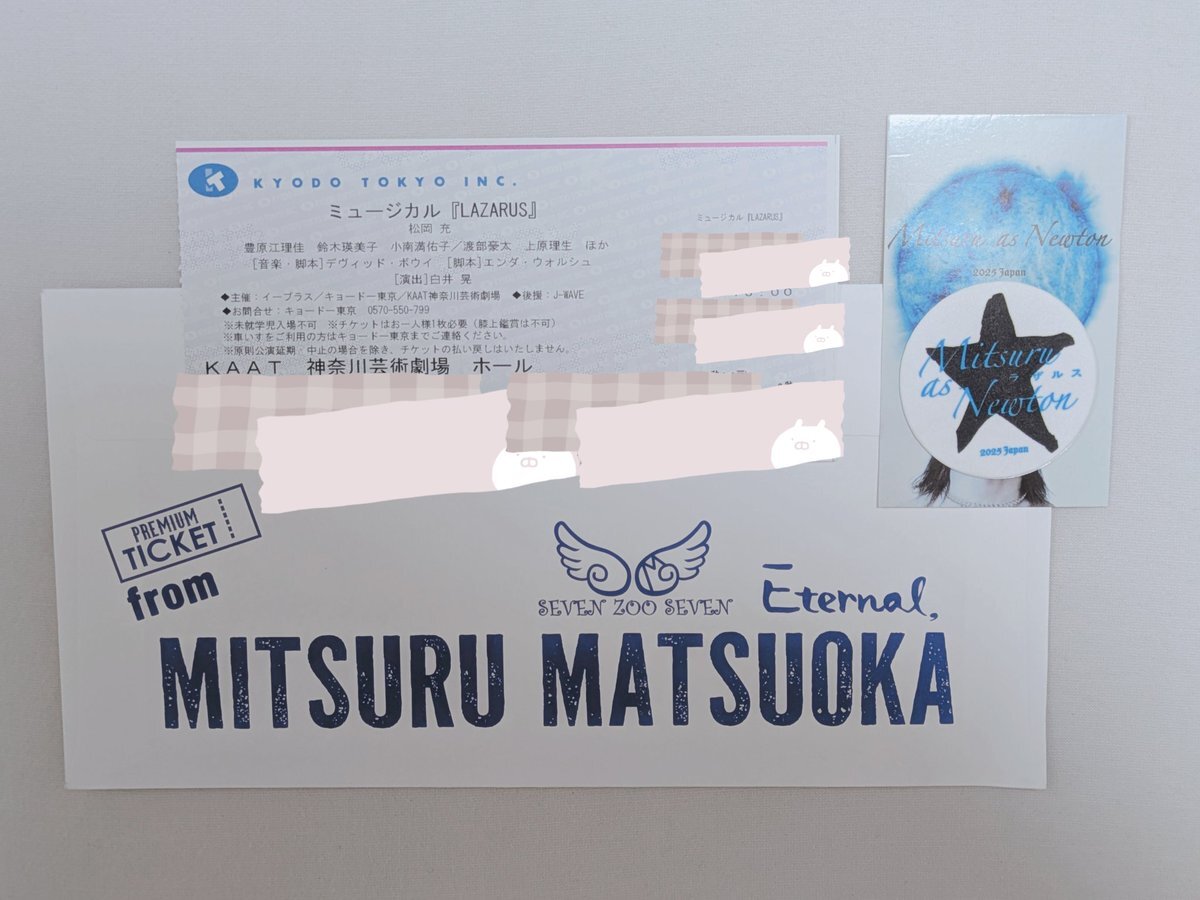 KYODO TOKYO INC.
ミュージカル『LAZARUS』
松岡 充
豊原江理佳 鈴木瑛美子 小南満佑子／渡部豪太 上原理生 ほか
[音楽・脚本]デヴィッド・ボウイ [脚本]エンダ・ウォルシュ
[演出]白井 晃
◆主催：イープラス／キョードー東京／KAAT神奈川芸術劇場 ◆後援：J-WAVE
◆お問合せ：キョードー東京 0570-550-799
※未就学児入場不可 ※チケットはお一人様1枚必要（膝上鑑賞は不可）
※車いすをご利用の方はキョードー東京までご連絡ください。
※原則公演延期・中止の場合を除き、チケットの払い戻しはいたしません。
KAAT 神奈川芸術劇場 ホール
ミュージカル『LAZARUS』
Mitsuru as Newton
2025 Japan
Mitsuru
ラザルス
as Newton
2025 Japan
PREMIUM
TICKET
from
SEVEN ZOO SEVEN
Eternal,
MITSURU MATSUOKA